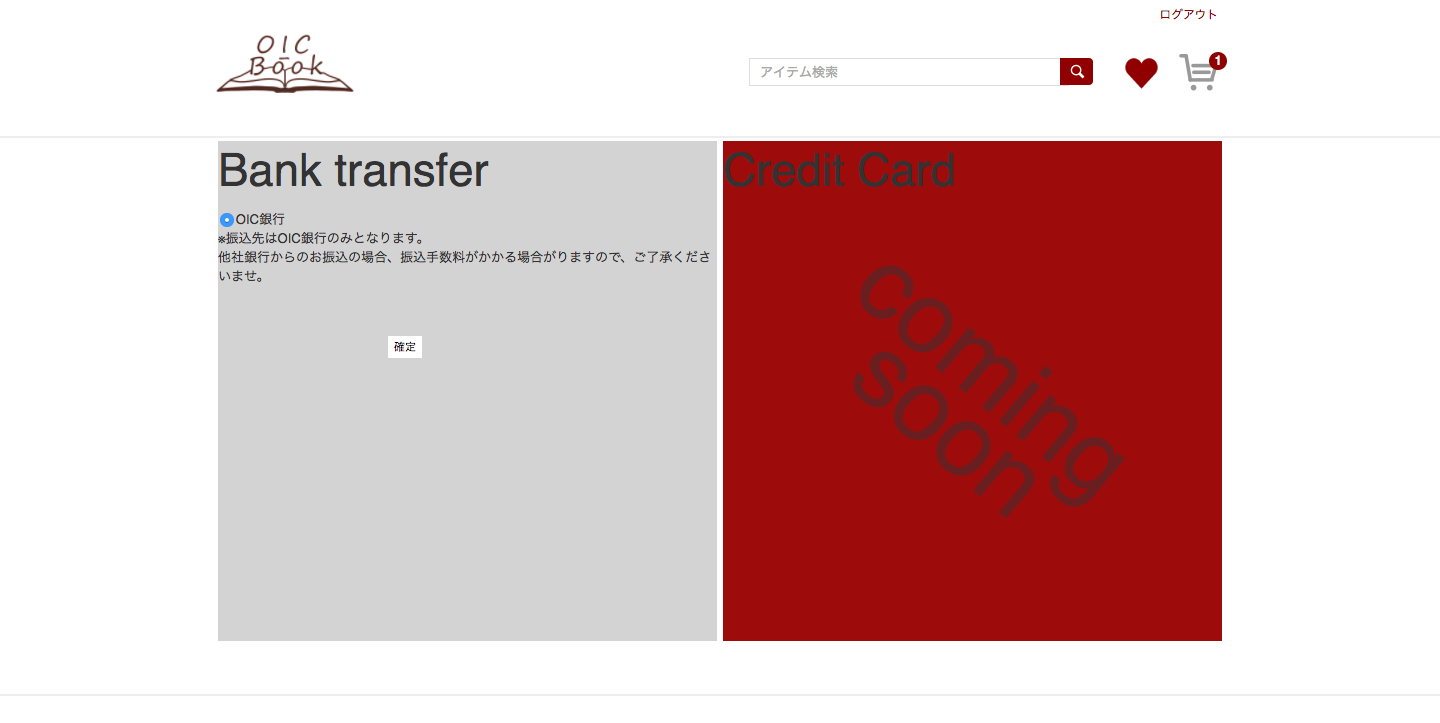 ログアウト
OIC
Book
アイテム検索
1
Bank transfer
OIC銀行
※振込先はOIC銀行のみとなります。
他社銀行からのお振込の場合、振込手数料がかかる場合がりますので、ご了承くださ
いませ。
確定
Credit Card
coming
soon